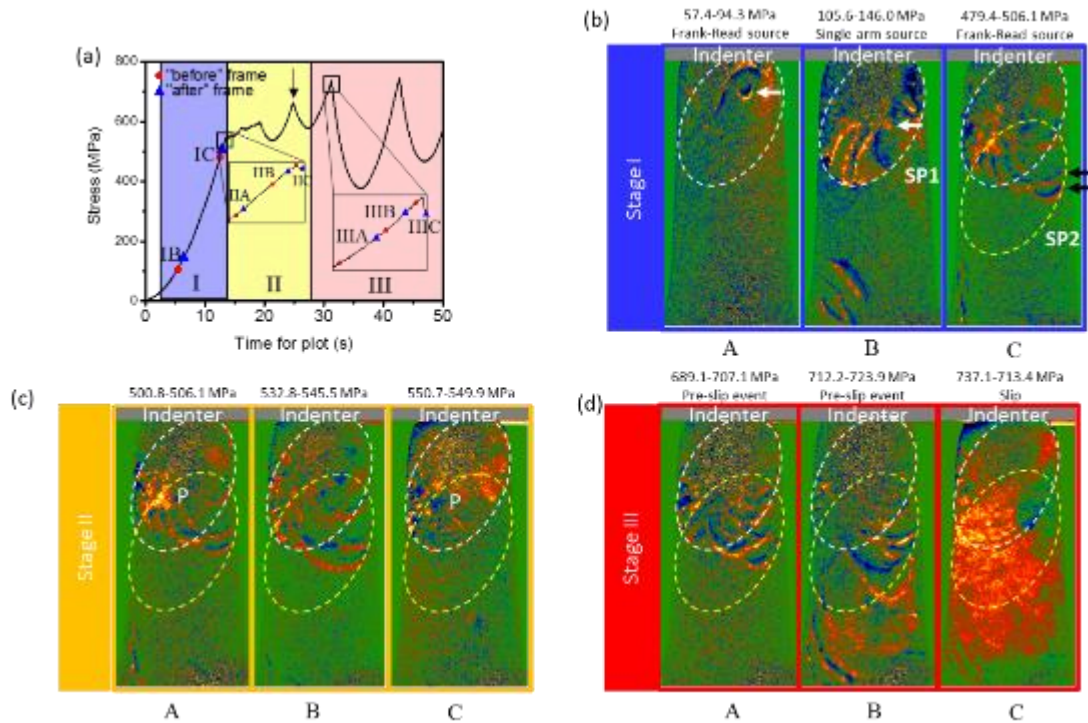 (a)
800
600
400
200
0
Stress (MPa)
"before" frame
"after" frame
IC
IB
IIA
IIB
IIC
IIIA
IIIB
IIIC
I
II
III
0 10 20 30 40 50
Time for plot (s)
(b)
57.4-94.3 MPa 105.6-146.0 MPa 479.4-506.1 MPa
Frank-Read source Single arm source Frank-Read source
Indenter Indenter Indenter
Stage I
SP1
SP2
A B C
(c)
500.8-506.1 MPa 532.8-545.5 MPa 550.7-549.9 MPa
Indenter Indenter Indenter
Stage II
P
P
A B C
(d)
689.1-707.1 MPa 712.2-723.9 MPa 737.1-713.4 MPa
Pre-slip event Pre-slip event Slip
Indenter Indenter Indenter
Stage III
A B C